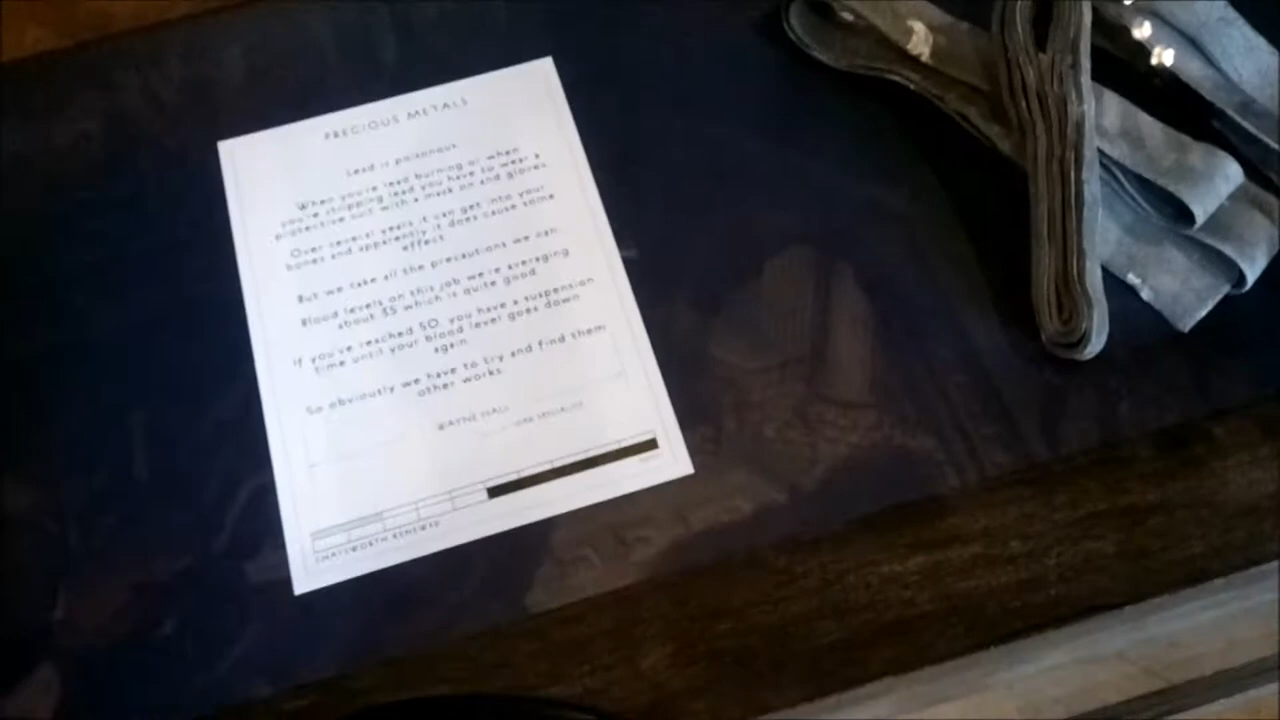 PRECIOUS METALS
Lead is poisonous.
When you're lead burning or when
you're stripping lead you have to wear a
protective suit with a mask on and gloves.
Over several years it can get into your
bones and apparently it does cause some
effect.
But we take all the precautions we can.
Blood levels on this job we're averaging
about 35 which is quite good.
If you've reached 50, you have a suspension
time until your blood level goes down
again.
So obviously we have to try and find them
other works.
WAYNE
SPECIALIST
CHATSWORTH RENEWED